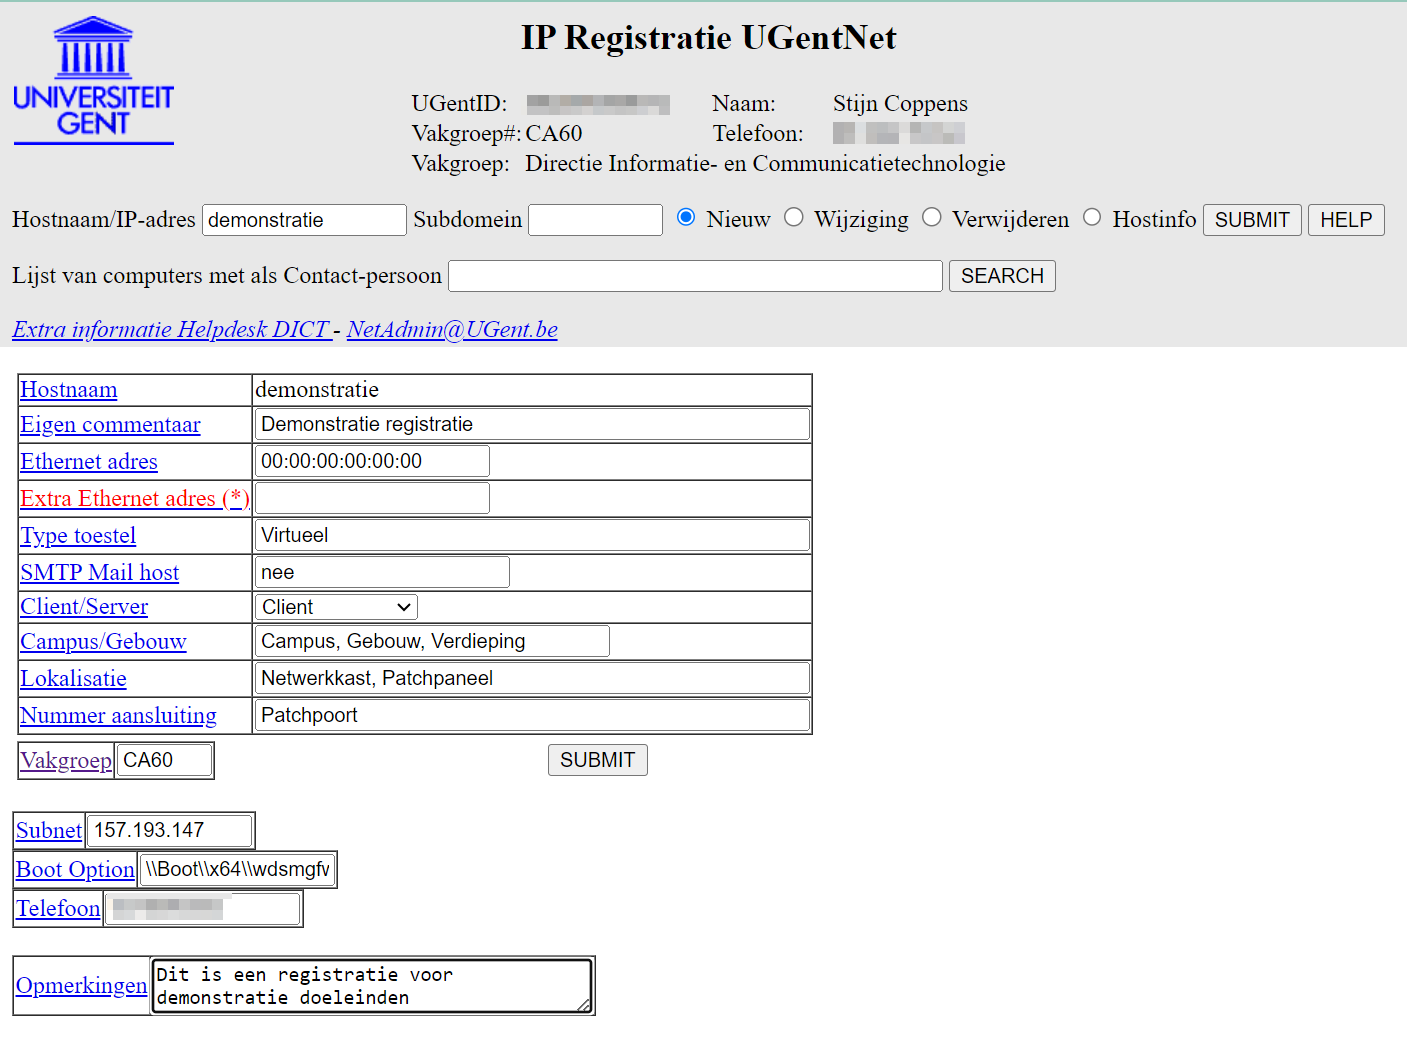 UNIVERSITEIT
GENT
IP Registratie UGentNet
UGentID: Naam: Stijn Coppens
Vakgroep#: CA60 Telefoon:
Vakgroep: Directie Informatie- en Communicatietechnologie
Hostnaam/IP-adres demonstratie Subdomein Nieuw Wijziging Verwijderen Hostinfo SUBMIT HELP
Lijst van computers met als Contact-persoon SEARCH
Extra informatie Helpdesk DICT - NetAdmin@UGent.be
Hostnaam demonstratie
Eigen commentaar Demonstratie registratie
Ethernet adres 00:00:00:00:00:00
Extra Ethernet adres (*)
Type toestel Virtueel
SMTP Mail host nee
Client/Server Client
Campus/Gebouw Campus, Gebouw, Verdieping
Lokalisatie Netwerkkast, Patchpaneel
Nummer aansluiting Patchpoort
Vakgroep CA60 SUBMIT
Subnet 157.193.147
Boot Option \\Boot\\x64\\wdsmgfw
Telefoon
Opmerkingen Dit is een registratie voor
demonstratie doeleinden